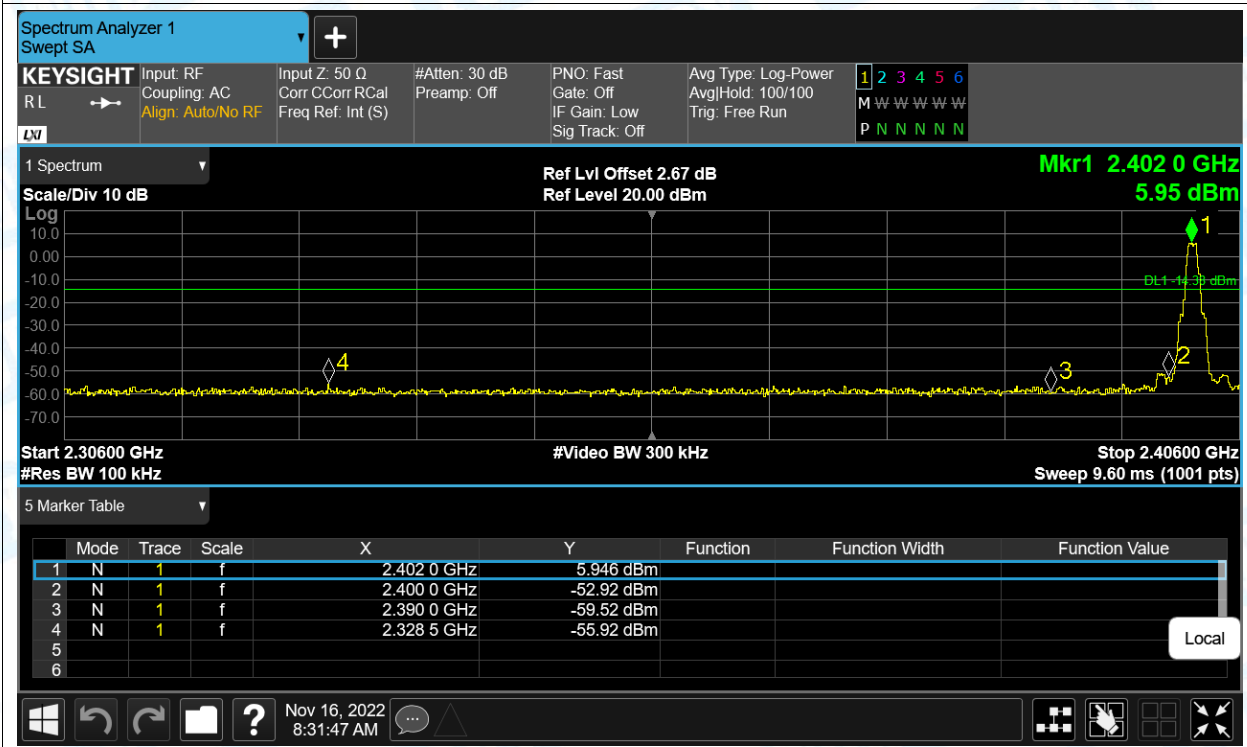 Spectrum Analyzer 1
Swept SA
KEYSIGHT
R L
LXI
Input: RF
Coupling: AC
Align: Auto/No RF
Input Z: 50 Ω
Corr CCorr RCal
Freq Ref: Int (S)
#Atten: 30 dB
Preamp: Off
PNO: Fast
Gate: Off
IF Gain: Low
Sig Track: Off
Avg Type: Log-Power
Avg|Hold: 100/100
Trig: Free Run
1 2 3 4 5 6
M W W W W W
P N N N N N
1 Spectrum
Scale/Div 10 dB
Ref Lvl Offset 2.67 dB
Ref Level 20.00 dBm
Mkr1 2.402 0 GHz
5.95 dBm
Log
10.0
0.00
-10.0
-20.0
-30.0
-40.0
-50.0
-60.0
-70.0
1
DL1 -14.33 dBm
4
3
2
Start 2.30600 GHz
#Video BW 300 kHz
Stop 2.40600 GHz
#Res BW 100 kHz
Sweep 9.60 ms (1001 pts)
5 Marker Table
Mode Trace Scale X Y Function Function Width Function Value
1 N 1 f 2.402 0 GHz 5.946 dBm
2 N 1 f 2.400 0 GHz -52.92 dBm
3 N 1 f 2.390 0 GHz -59.52 dBm
4 N 1 f 2.328 5 GHz -55.92 dBm
5
6
Local
?
Nov 16, 2022
8:31:47 AM